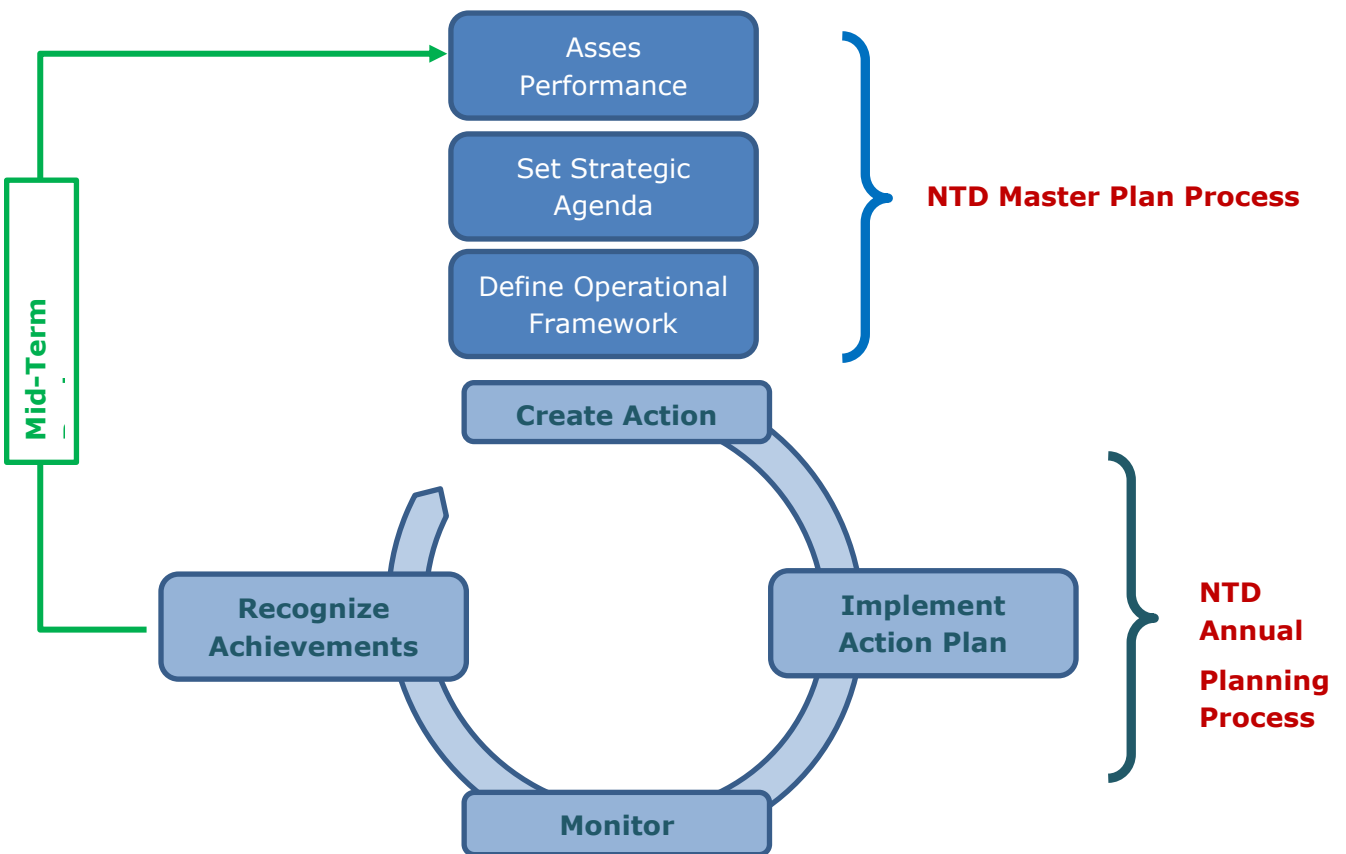 Asses
Performance
Set Strategic
Agenda
NTD Master Plan Process
Define Operational
Framework
Mid-Term
Create Action
Recognize
Achievements
Implement
Action Plan
NTD
Annual
Planning
Process
Monitor